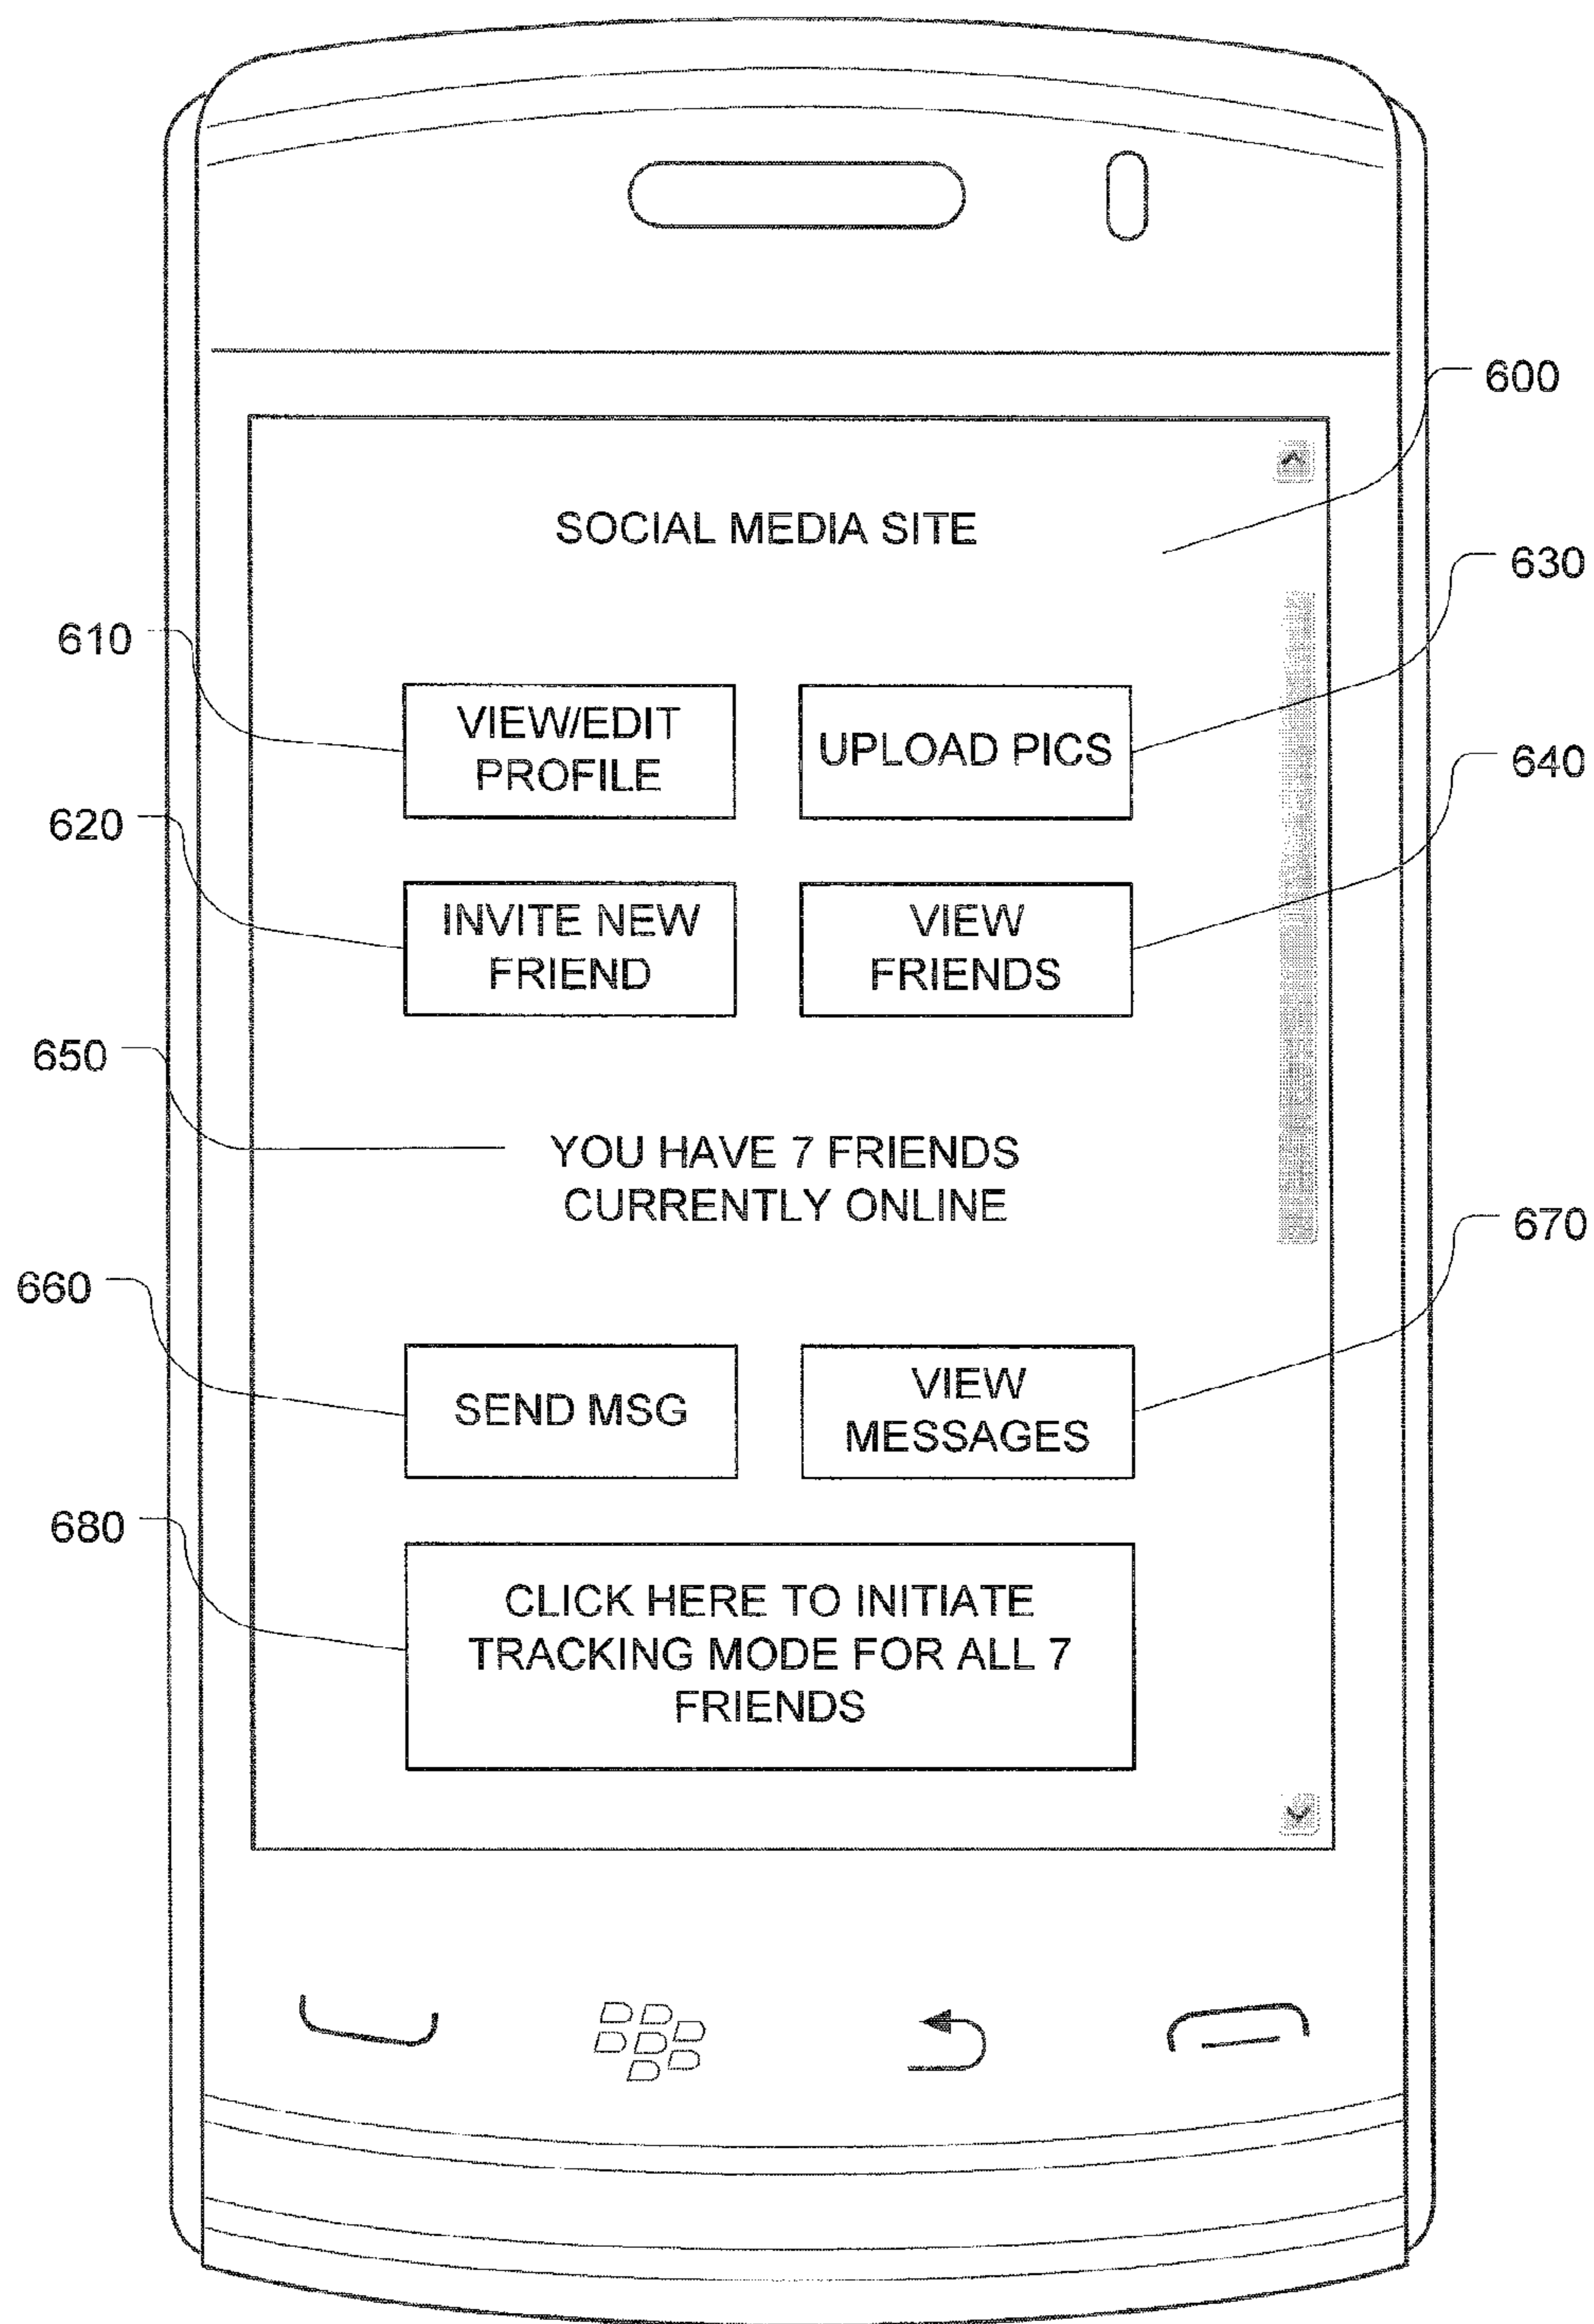 600
SOCIAL MEDIA SITE
630
610
VIEW/EDIT
PROFILE
UPLOAD PICS
640
620
INVITE NEW
FRIEND
VIEW
FRIENDS
650
YOU HAVE 7 FRIENDS
CURRENTLY ONLINE
670
660
SEND MSG
VIEW
MESSAGES
680
CLICK HERE TO INITIATE
TRACKING MODE FOR ALL 7
FRIENDS